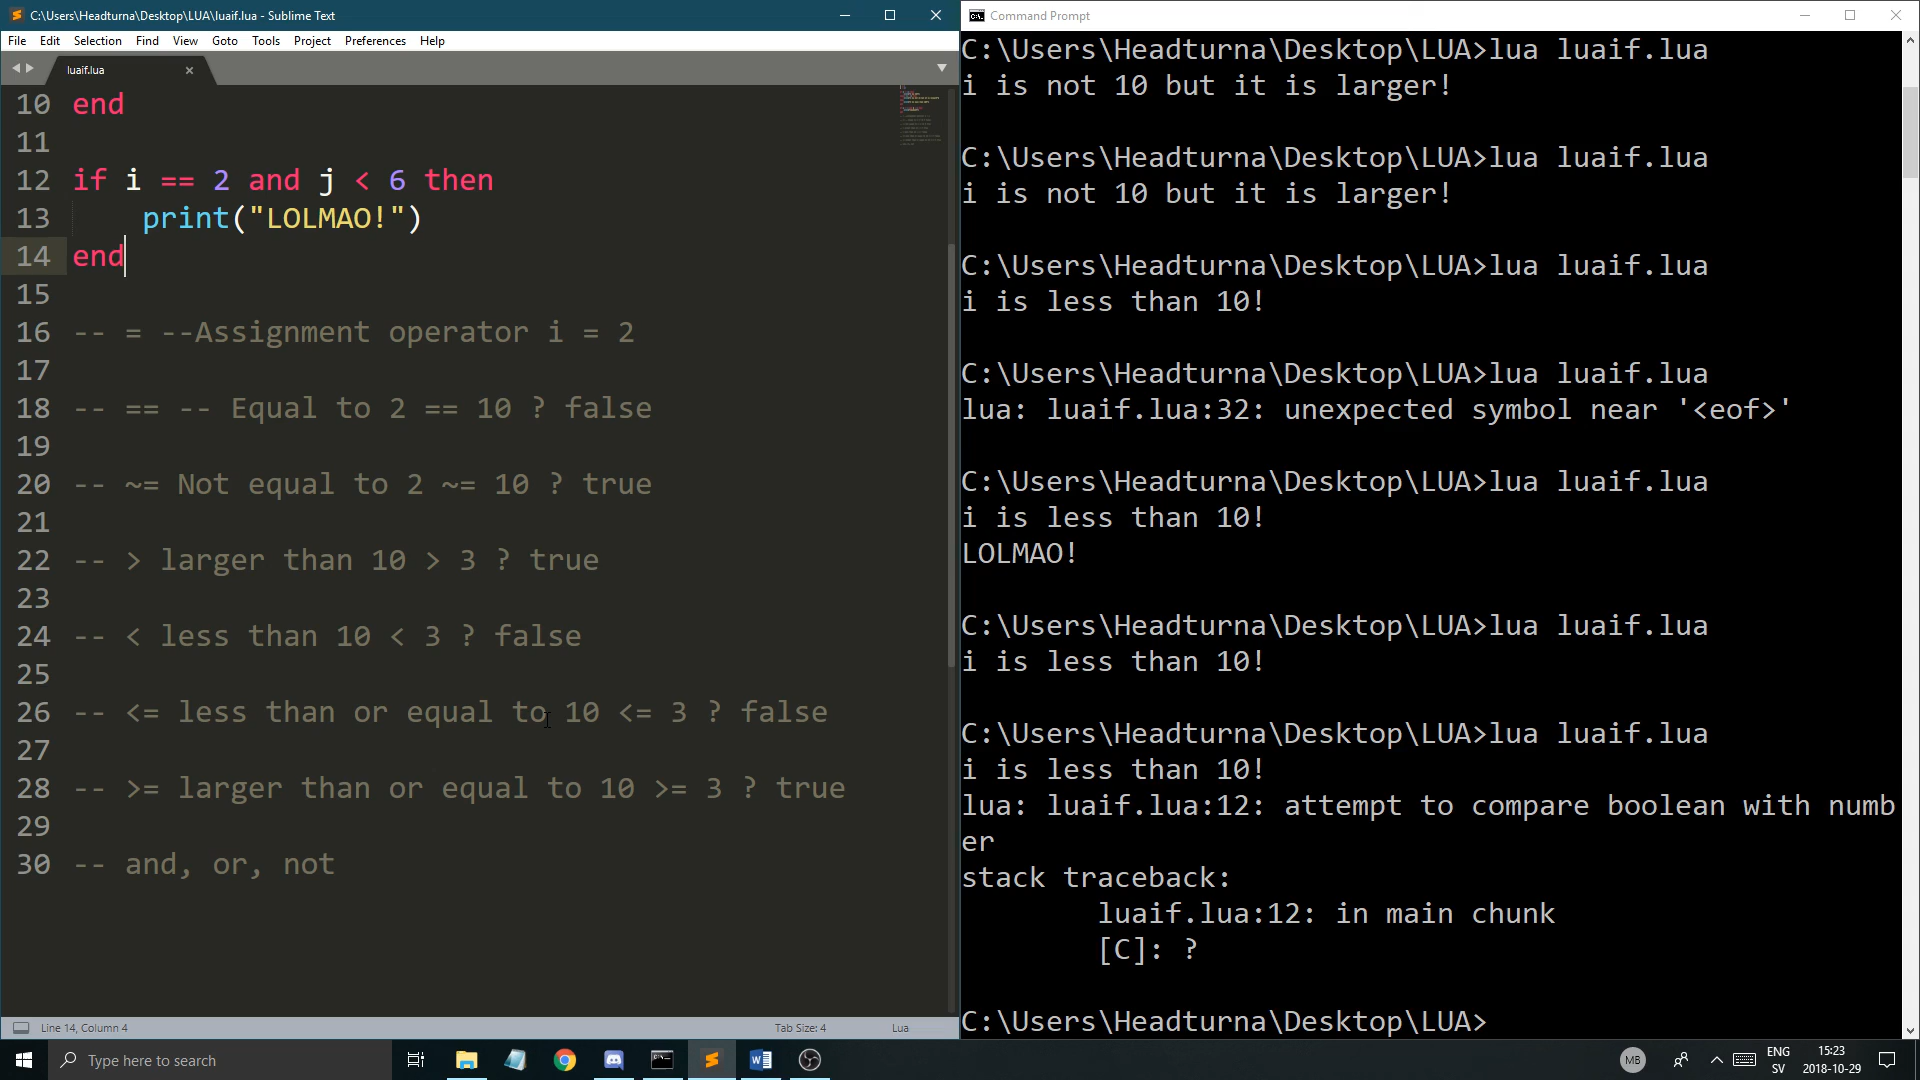 C:\Users\Headturna\Desktop\LUA\luaif.lua - Sublime Text
File Edit Selection Find View Goto Tools Project Preferences Help
luaif.lua
10 end
11
12 if i == 2 and j < 6 then
13 print("LOLMAO!")
14 end
15
16 -- = --Assignment operator i = 2
17
18 -- == -- Equal to 2 == 10 ? false
19
20 -- ~= Not equal to 2 ~= 10 ? true
21
22 -- > larger than 10 > 3 ? true
23
24 -- < less than 10 < 3 ? false
25
26 -- <= less than or equal to 10 <= 3 ? false
27
28 -- >= larger than or equal to 10 >= 3 ? true
29
30 -- and, or, not
Line 14, Column 4
Tab Size: 4
Lua
Command Prompt
C:\Users\Headturna\Desktop\LUA>lua luaif.lua
i is not 10 but it is larger!
C:\Users\Headturna\Desktop\LUA>lua luaif.lua
i is not 10 but it is larger!
C:\Users\Headturna\Desktop\LUA>lua luaif.lua
i is less than 10!
C:\Users\Headturna\Desktop\LUA>lua luaif.lua
lua: luaif.lua:32: unexpected symbol near '<eof>'
C:\Users\Headturna\Desktop\LUA>lua luaif.lua
i is less than 10!
LOLMAO!
C:\Users\Headturna\Desktop\LUA>lua luaif.lua
i is less than 10!
C:\Users\Headturna\Desktop\LUA>lua luaif.lua
i is less than 10!
lua: luaif.lua:12: attempt to compare boolean with numb
er
stack traceback:
luaif.lua:12: in main chunk
[C]: ?
C:\Users\Headturna\Desktop\LUA>
Type here to search
MB
ENG
SV
15:23
2018-10-29